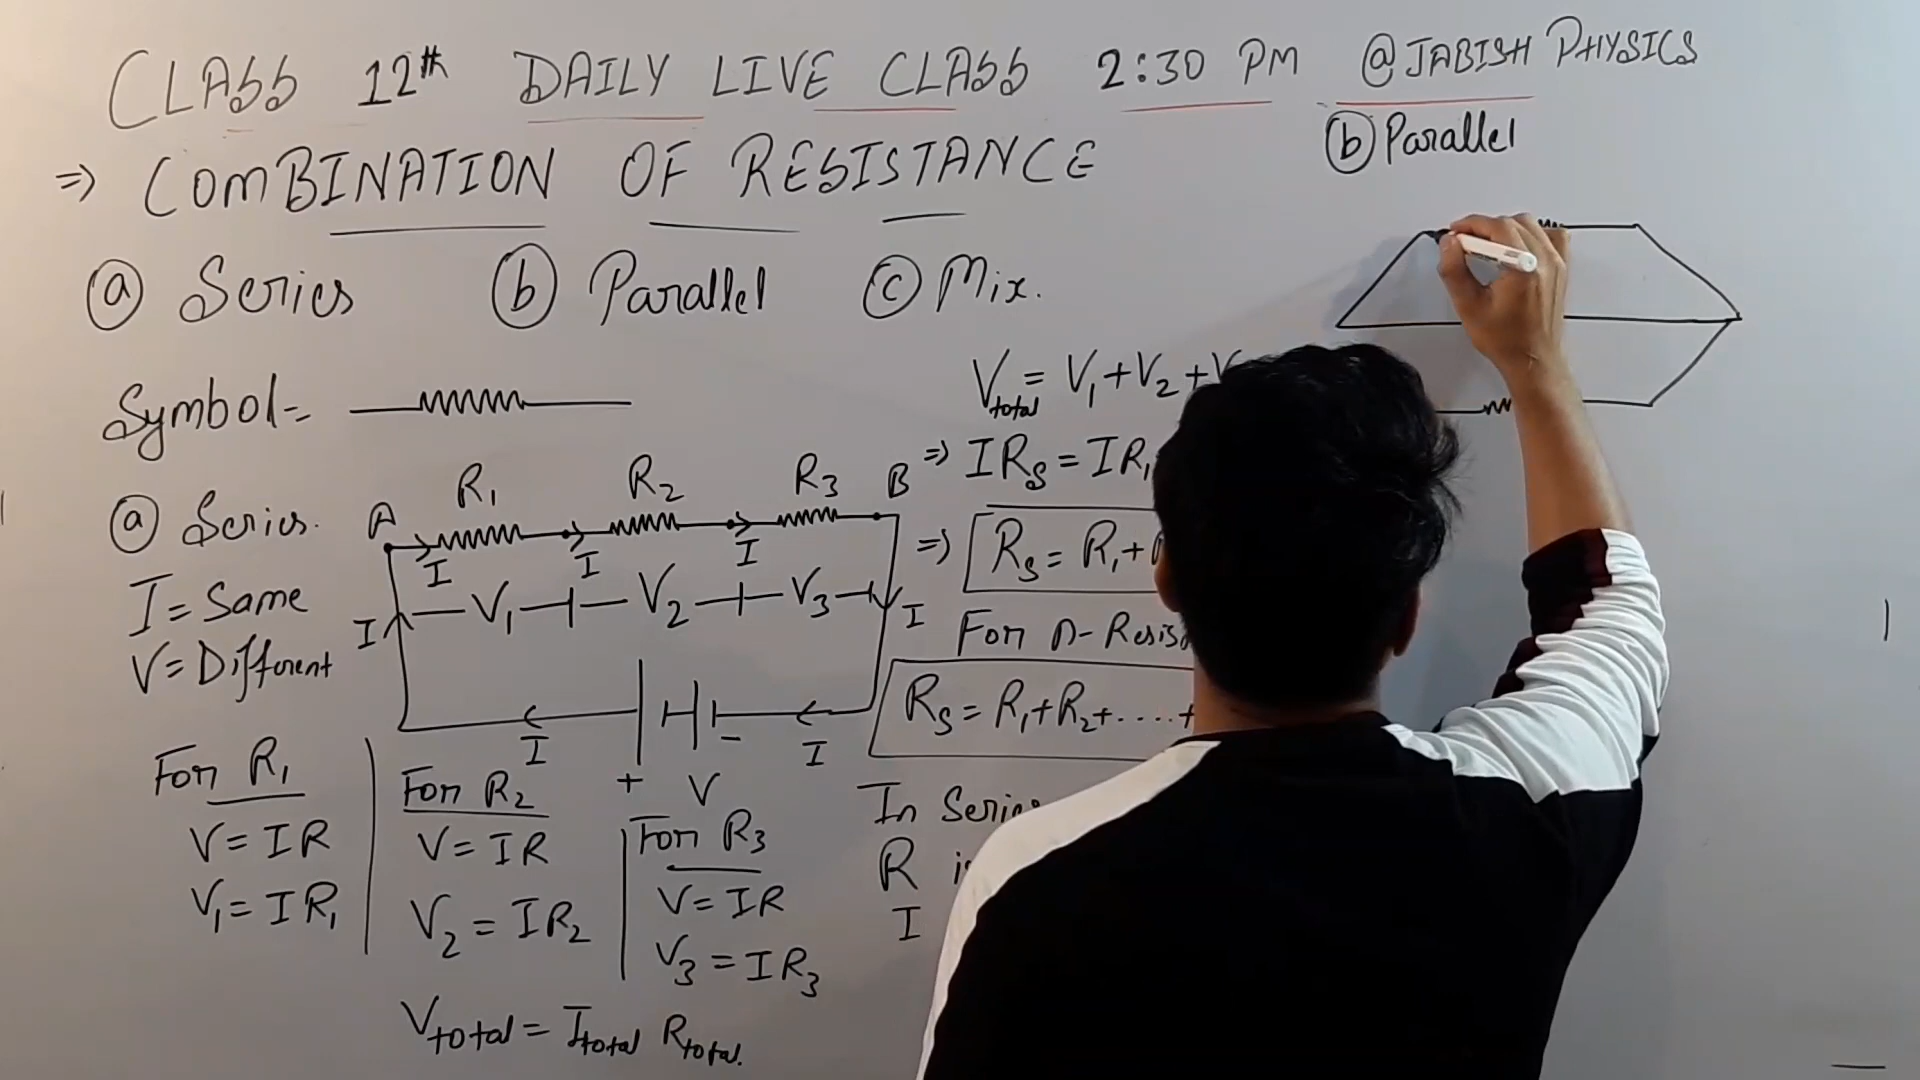 CLASS 12th DAILY LIVE CLASS 2:30 PM @JABISH PHYSICS
⇒ COMBINATION OF RESISTANCE
ⓐ Series ⓑ Parallel ⓒ Mix.
Symbol -
ⓐ Series.
I = Same
V = Different
A R₁ R₂ R₃ B
I I I
I V₁ V₂ V₃ I
I I
+ - V
For R₁
V = IR
V₁ = IR₁
For R₂
V = IR
V₂ = IR₂
For R₃
V = IR
V₃ = IR₃
Vtotal = Itotal Rtotal.
Vtotal = V₁ + V₂ +
⇒ IRS = IR₁
⇒ RS = R₁ +
For n-
RS = R₁ + R₂ + .... +
In Series
R
I
ⓑ Parallel